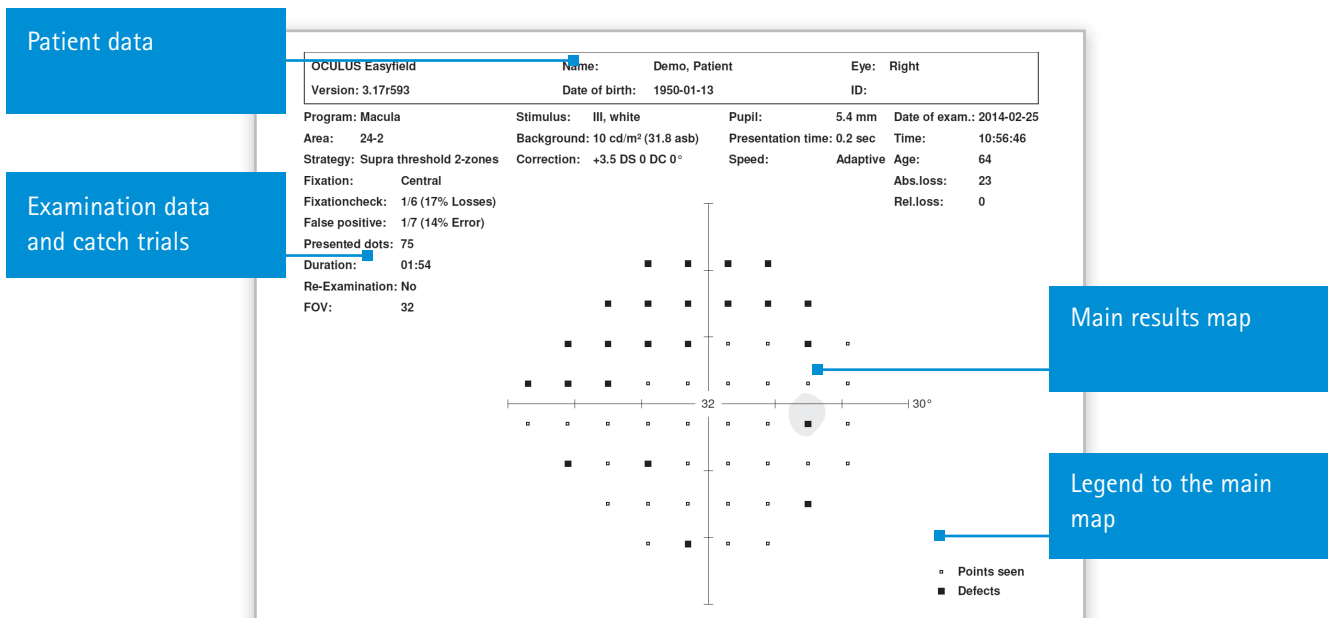 Patient data
OCULUS Easyfield Name: Demo, Patient Eye: Right
Version: 3.17r593 Date of birth: 1950-01-13 ID:
Program: Macula Stimulus: III, white Pupil: 5.4 mm Date of exam.: 2014-02-25
Area: 24-2 Background: 10 cd/m² (31.8 asb) Presentation time: 0.2 sec Time: 10:56:46
Strategy: Supra threshold 2-zones Correction: +3.5 DS 0 DC 0° Speed: Adaptive Age: 64
Fixation: Central Abs.loss: 23
Fixationcheck: 1/6 (17% Losses) Rel.loss: 0
False positive: 1/7 (14% Error)
Presented dots: 75
Duration: 01:54
Re-Examination: No
FOV: 32
Examination data
and catch trials
Main results map
32 30°
Legend to the main
map
Points seen
Defects